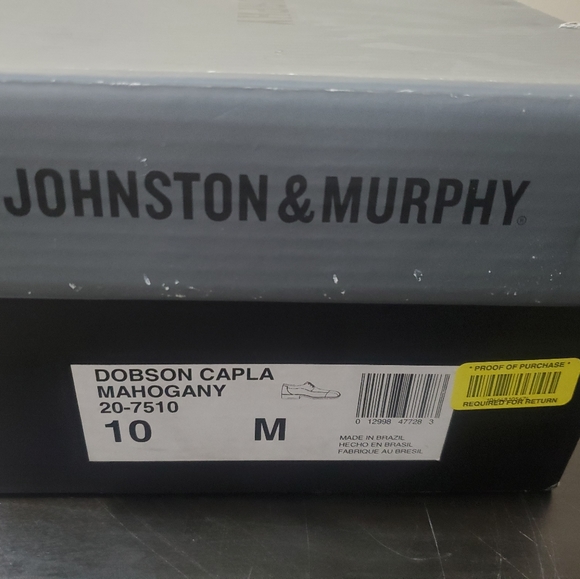 JOHNSTON & MURPHY®
DOBSON CAPLA
MAHOGANY
20-7510
10 M
0 12998 47728 3
MADE IN BRAZIL
HECHO EN BRASIL
FABRIQUE AU BRESIL
* PROOF OF PURCHASE *
REQUIRED FOR RETURN